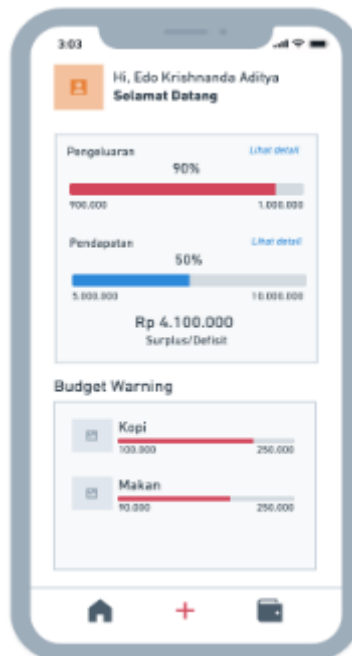 3:03
Hi, Edo Krishnanda Aditya
Selamat Datang
Pengeluaran Lihat detail
90%
900.000 1.000.000
Pendapatan Lihat detail
50%
5.000.000 10.000.000
Rp 4.100.000
Surplus/Defisit
Budget Warning
Kopi
100.000 250.000
Makan
90.000 250.000